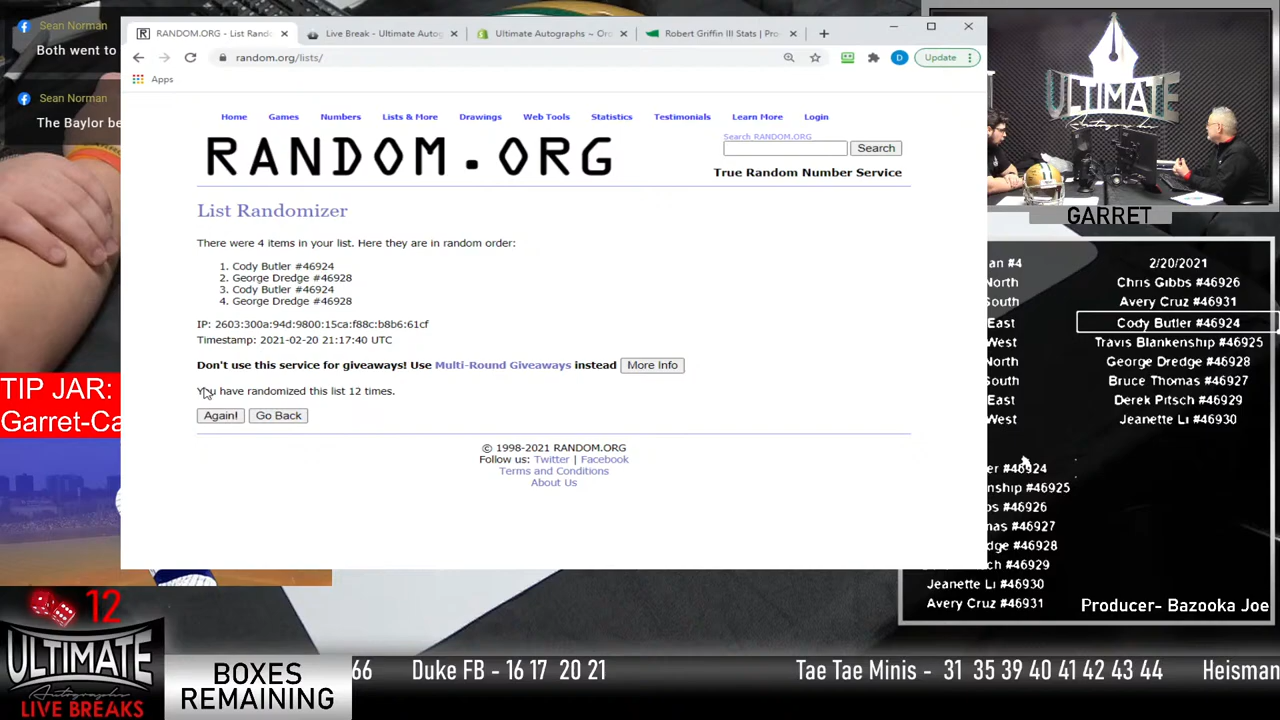 Sean Norman
Both went to
Sean Norman
The Baylor be
TIP JAR:
Garret-Ca
RANDOM.ORG - List Rando
Live Break - Ultimate Autog
Ultimate Autographs ~ Orc
Robert Griffin III Stats | Pro-
random.org/lists/
D
Update
Apps
Home Games Numbers Lists & More Drawings Web Tools Statistics Testimonials Learn More Login
RANDOM.ORG
Search RANDOM.ORG
Search
True Random Number Service
List Randomizer
There were 4 items in your list. Here they are in random order:
1. Cody Butler #46924
2. George Dredge #46928
3. Cody Butler #46924
4. George Dredge #46928
IP: 2603:300a:94d:9800:15ca:f88c:b8b6:61cf
Timestamp: 2021-02-20 21:17:40 UTC
Don't use this service for giveaways! Use Multi-Round Giveaways instead More Info
You have randomized this list 12 times.
Again! Go Back
© 1998-2021 RANDOM.ORG
Follow us: Twitter | Facebook
Terms and Conditions
About Us
ULTIMATE
GARRET
an #4 2/20/2021
North Chris Gibbs #46926
South Avery Cruz #46931
East Cody Butler #46924
West Travis Blankenship #46925
North George Dredge #46928
South Bruce Thomas #46927
East Derek Pitsch #46929
West Jeanette Li #46930
er #46924
nship #46925
bs #46926
mas #46927
dge #46928
ch #46929
Jeanette Li #46930
Avery Cruz #46931
Producer- Bazooka Joe
12
ULTIMATE
Autographs
LIVE BREAKS
BOXES
REMAINING
66 Duke FB - 16 17 20 21 Tae Tae Minis - 31 35 39 40 41 42 43 44 Heisman